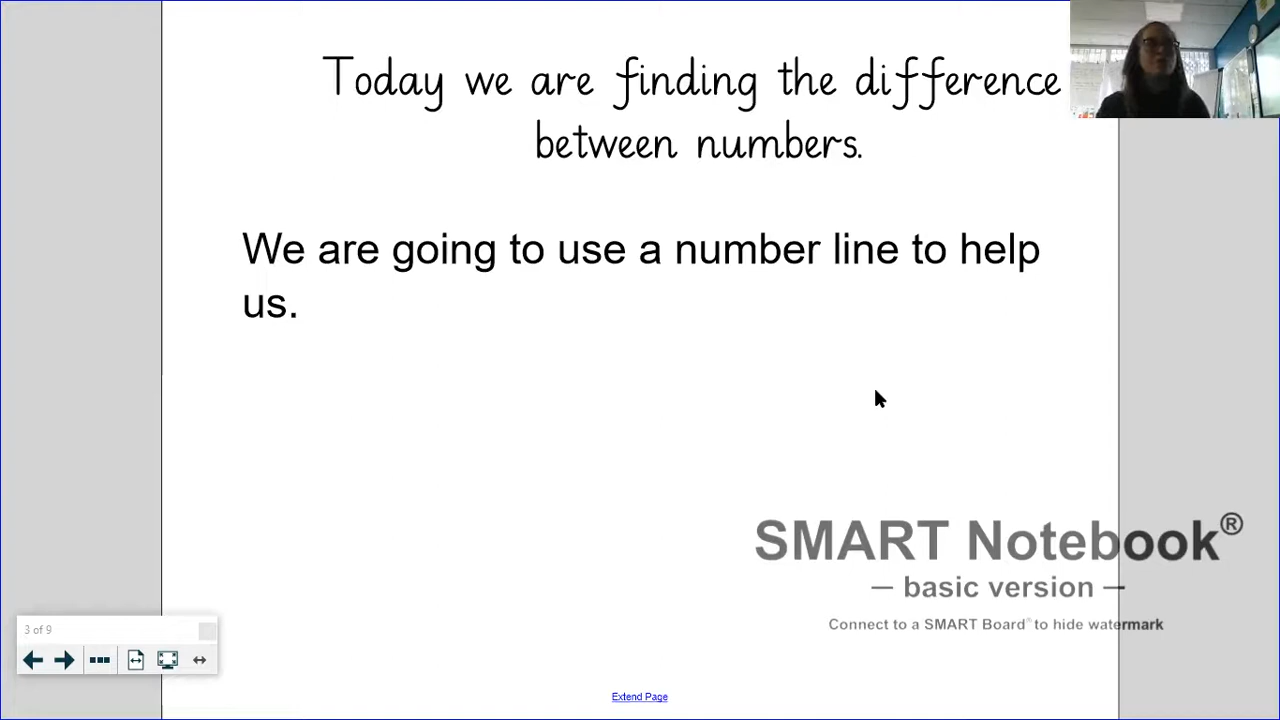 Today we are finding the difference
between numbers.
We are going to use a number line to help
us.
SMART Notebook®
— basic version —
Connect to a SMART Board® to hide watermark
3 of 9
Extend Page